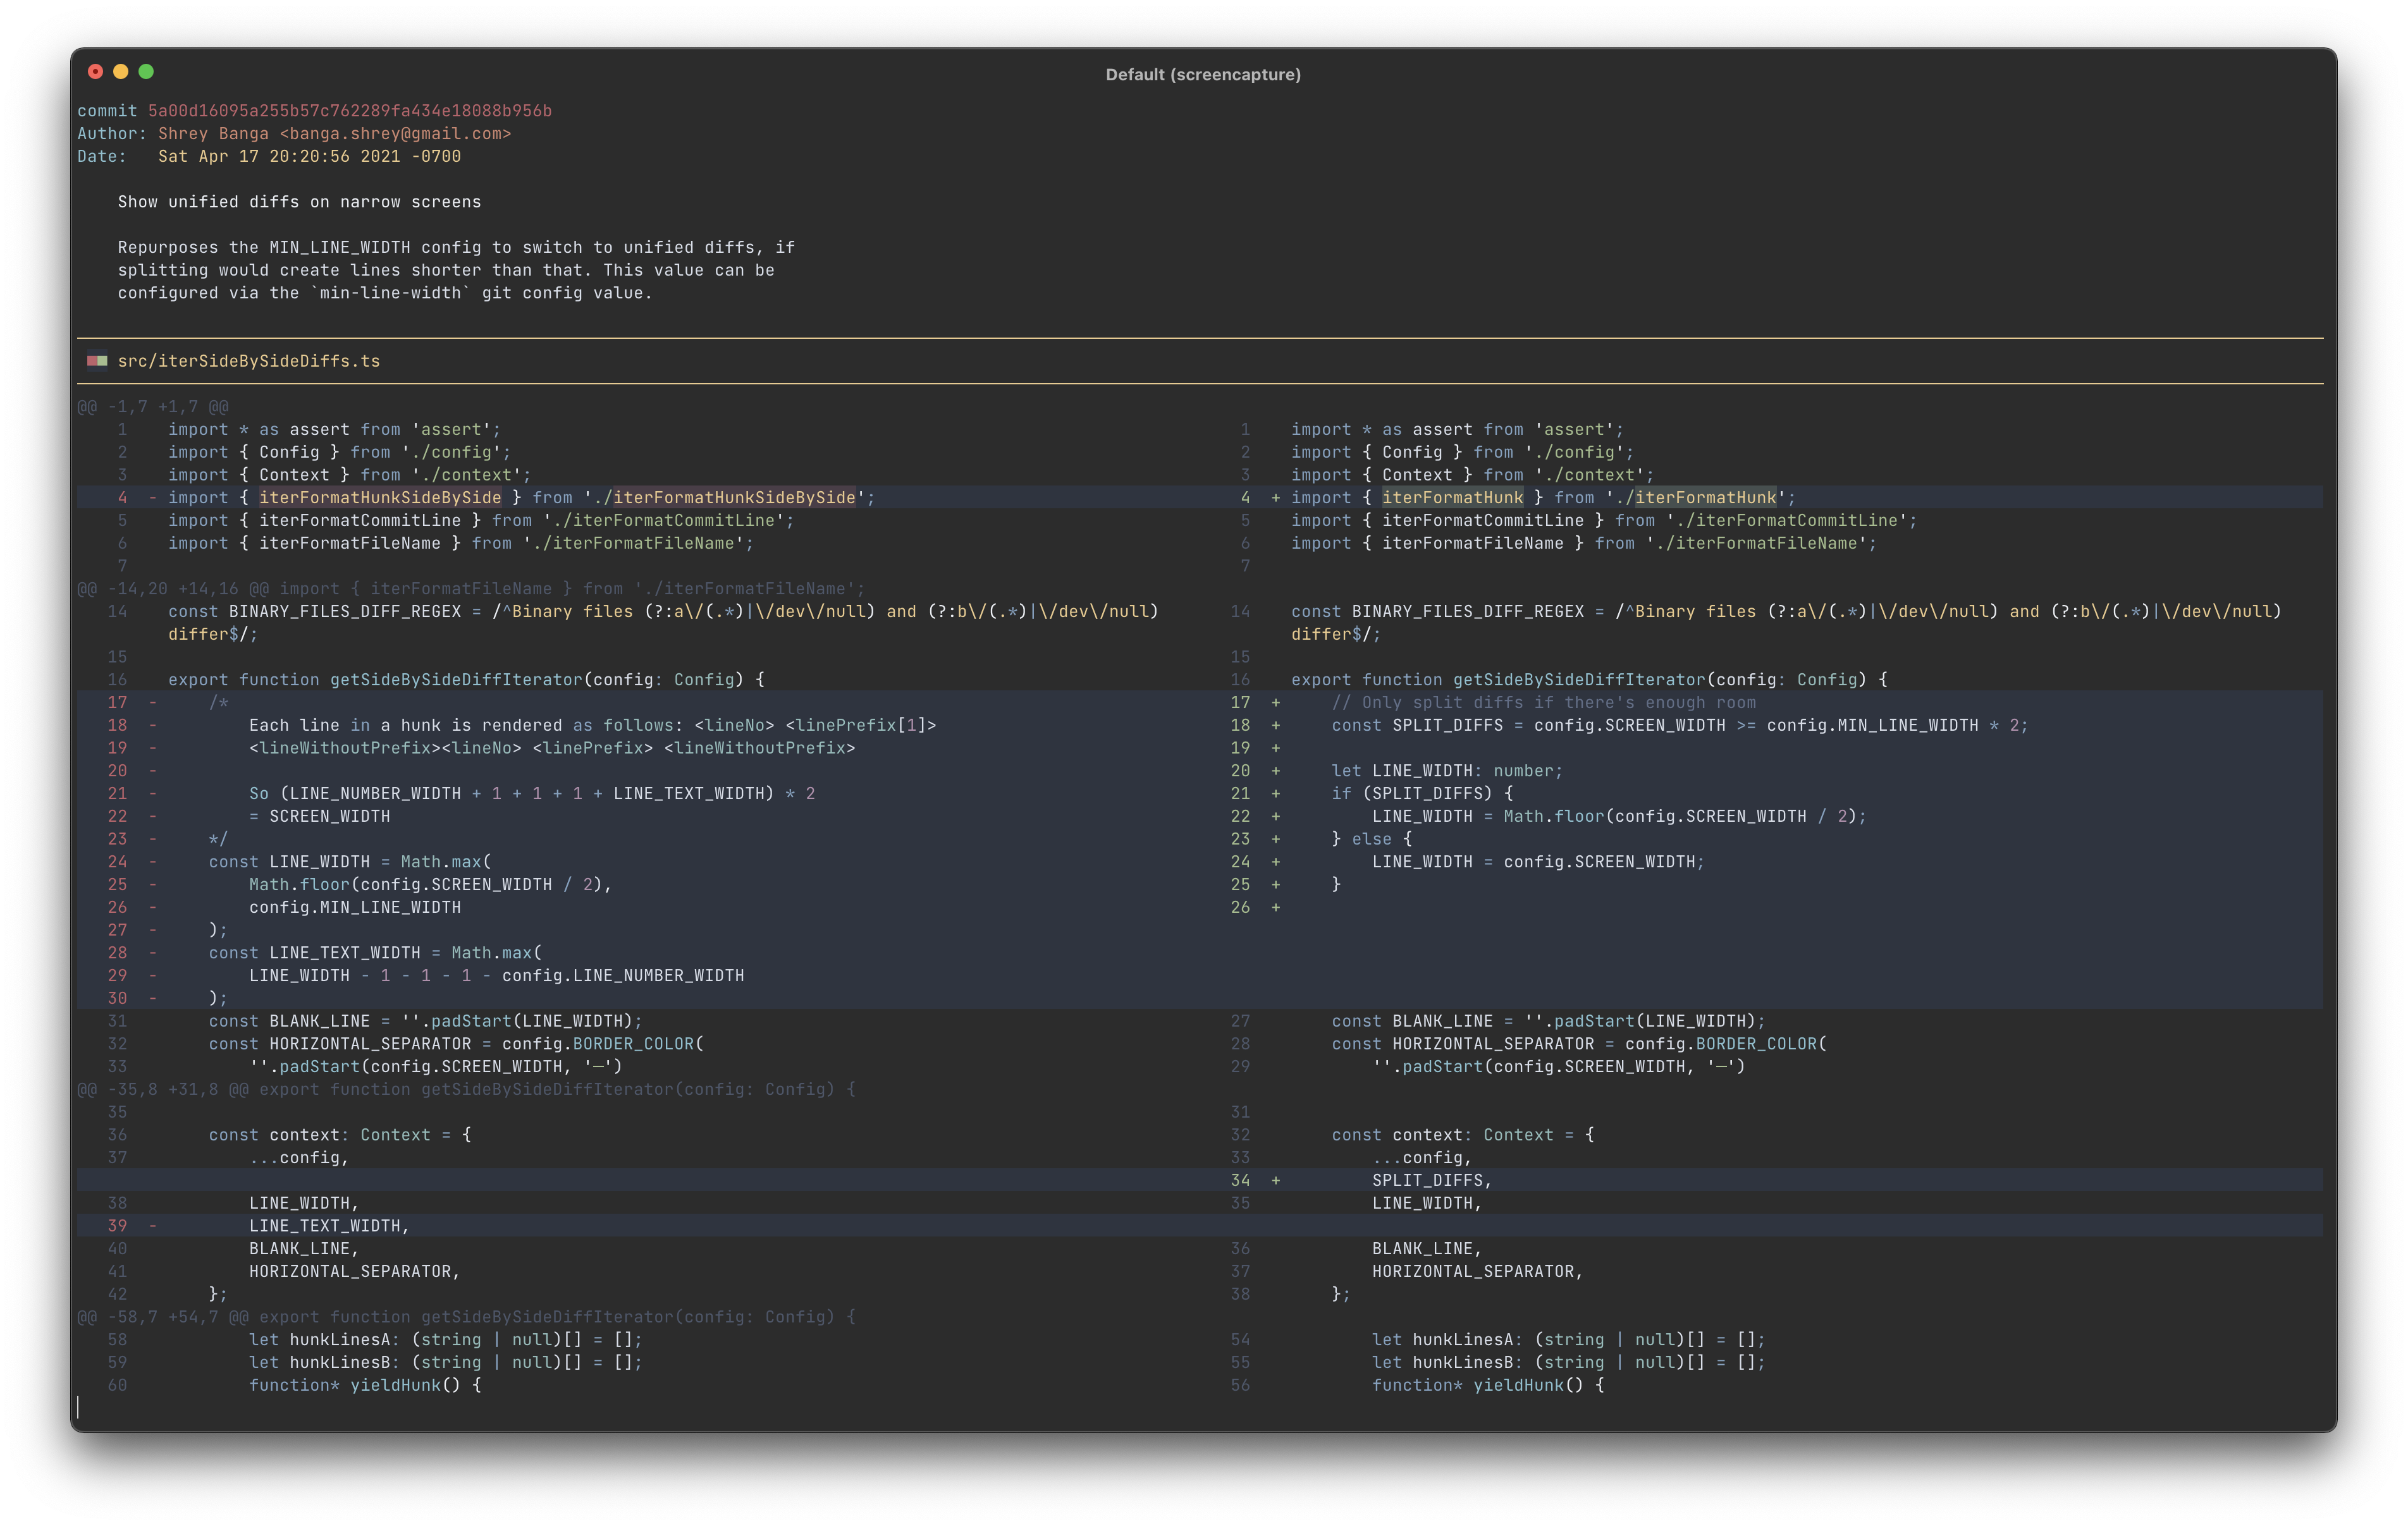 Default (screencapture)
commit 5a00d16095a255b57c762289fa434e18088b956b
Author: Shrey Banga <banga.shrey@gmail.com>
Date:   Sat Apr 17 20:20:56 2021 -0700
    Show unified diffs on narrow screens
    Repurposes the MIN_LINE_WIDTH config to switch to unified diffs, if
    splitting would create lines shorter than that. This value can be
    configured via the `min-line-width` git config value.
src/iterSideBySideDiffs.ts
@@ -1,7 +1,7 @@
1    import * as assert from 'assert';    1    import * as assert from 'assert';
2    import { Config } from './config';    2    import { Config } from './config';
3    import { Context } from './context';    3    import { Context } from './context';
4  - import { iterFormatHunkSideBySide } from './iterFormatHunkSideBySide';    4  + import { iterFormatHunk } from './iterFormatHunk';
5    import { iterFormatCommitLine } from './iterFormatCommitLine';    5    import { iterFormatCommitLine } from './iterFormatCommitLine';
6    import { iterFormatFileName } from './iterFormatFileName';    6    import { iterFormatFileName } from './iterFormatFileName';
7    7
@@ -14,20 +14,16 @@ import { iterFormatFileName } from './iterFormatFileName';
14    const BINARY_FILES_DIFF_REGEX = /^Binary files (?:a\/(.*)|\/dev\/null) and (?:b\/(.*)|\/dev\/null)    14    const BINARY_FILES_DIFF_REGEX = /^Binary files (?:a\/(.*)|\/dev\/null) and (?:b\/(.*)|\/dev\/null)
differ$/;    differ$/;
15    15
16    export function getSideBySideDiffIterator(config: Config) {    16    export function getSideBySideDiffIterator(config: Config) {
17  -     /*    17  +     // Only split diffs if there's enough room
18  -         Each line in a hunk is rendered as follows: <lineNo> <linePrefix[1]>    18  +     const SPLIT_DIFFS = config.SCREEN_WIDTH >= config.MIN_LINE_WIDTH * 2;
19  -         <lineWithoutPrefix><lineNo> <linePrefix> <lineWithoutPrefix>    19  +
20  -    20  +     let LINE_WIDTH: number;
21  -         So (LINE_NUMBER_WIDTH + 1 + 1 + 1 + LINE_TEXT_WIDTH) * 2    21  +     if (SPLIT_DIFFS) {
22  -         = SCREEN_WIDTH    22  +         LINE_WIDTH = Math.floor(config.SCREEN_WIDTH / 2);
23  -     */    23  +     } else {
24  -     const LINE_WIDTH = Math.max(    24  +         LINE_WIDTH = config.SCREEN_WIDTH;
25  -         Math.floor(config.SCREEN_WIDTH / 2),    25  +     }
26  -         config.MIN_LINE_WIDTH    26  +
27  -     );
28  -     const LINE_TEXT_WIDTH = Math.max(
29  -         LINE_WIDTH - 1 - 1 - 1 - config.LINE_NUMBER_WIDTH
30  -     );
31        const BLANK_LINE = ''.padStart(LINE_WIDTH);    27        const BLANK_LINE = ''.padStart(LINE_WIDTH);
32        const HORIZONTAL_SEPARATOR = config.BORDER_COLOR(    28        const HORIZONTAL_SEPARATOR = config.BORDER_COLOR(
33            ''.padStart(config.SCREEN_WIDTH, '─')    29            ''.padStart(config.SCREEN_WIDTH, '─')
@@ -35,8 +31,8 @@ export function getSideBySideDiffIterator(config: Config) {
35    31
36        const context: Context = {    32        const context: Context = {
37            ...config,    33            ...config,
34  +         SPLIT_DIFFS,
38            LINE_WIDTH,    35            LINE_WIDTH,
39  -         LINE_TEXT_WIDTH,
40            BLANK_LINE,    36            BLANK_LINE,
41            HORIZONTAL_SEPARATOR,    37            HORIZONTAL_SEPARATOR,
42        };    38        };
@@ -58,7 +54,7 @@ export function getSideBySideDiffIterator(config: Config) {
58            let hunkLinesA: (string | null)[] = [];    54            let hunkLinesA: (string | null)[] = [];
59            let hunkLinesB: (string | null)[] = [];    55            let hunkLinesB: (string | null)[] = [];
60            function* yieldHunk() {    56            function* yieldHunk() {